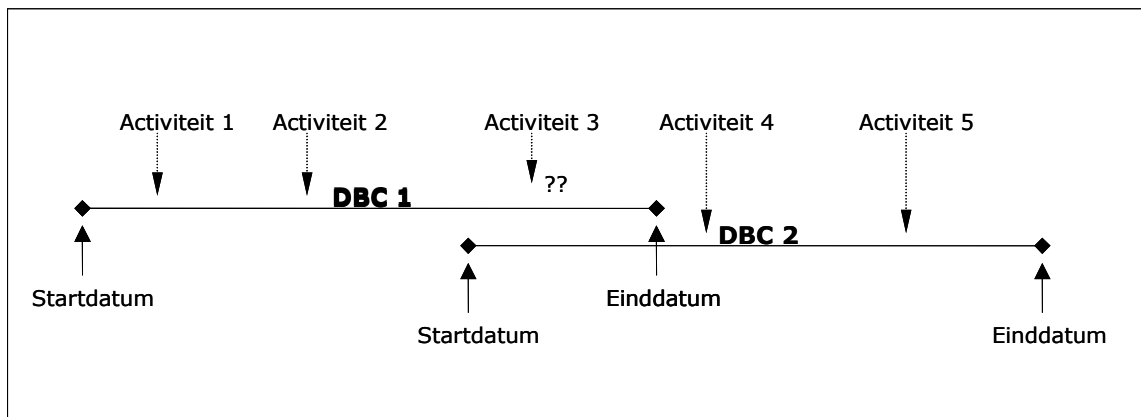 Activiteit 1 Activiteit 2 Activiteit 3 Activiteit 4 Activiteit 5
??
DBC 1
DBC 2
Startdatum Einddatum
Startdatum Einddatum